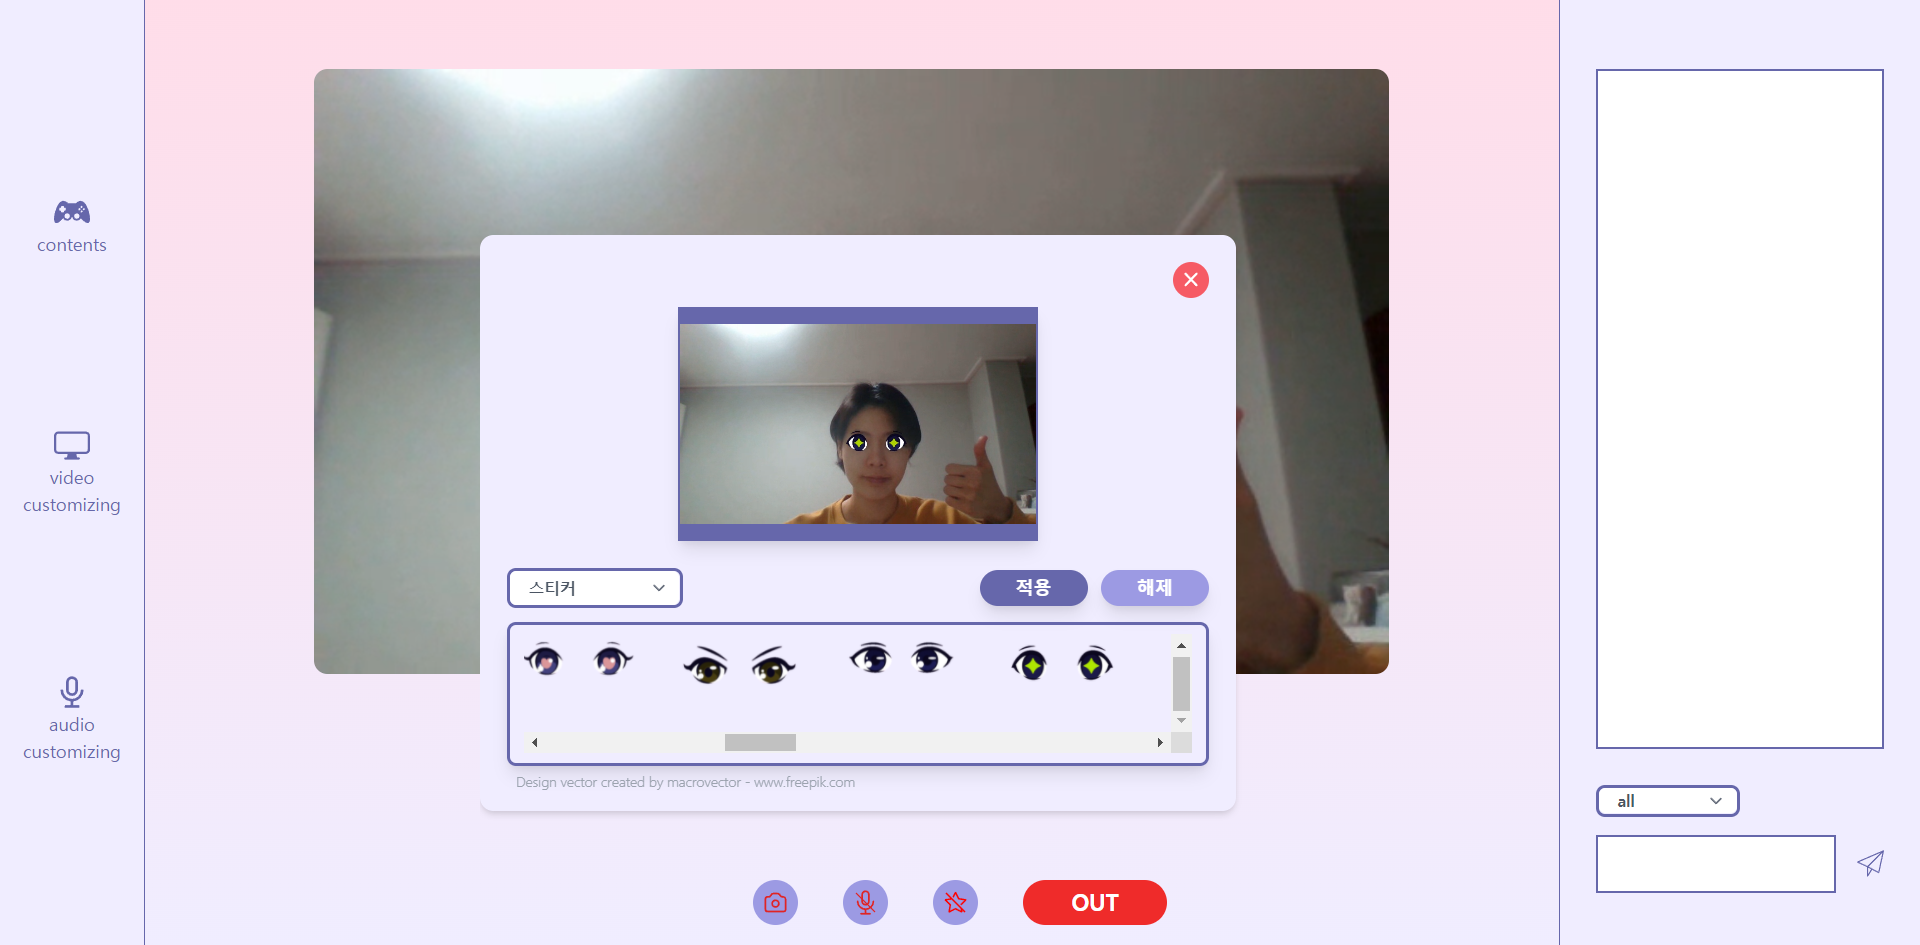 contents
video
customizing
audio
customizing
스티커
적용
해제
Design vector created by macrovector - www.freepik.com
OUT
all